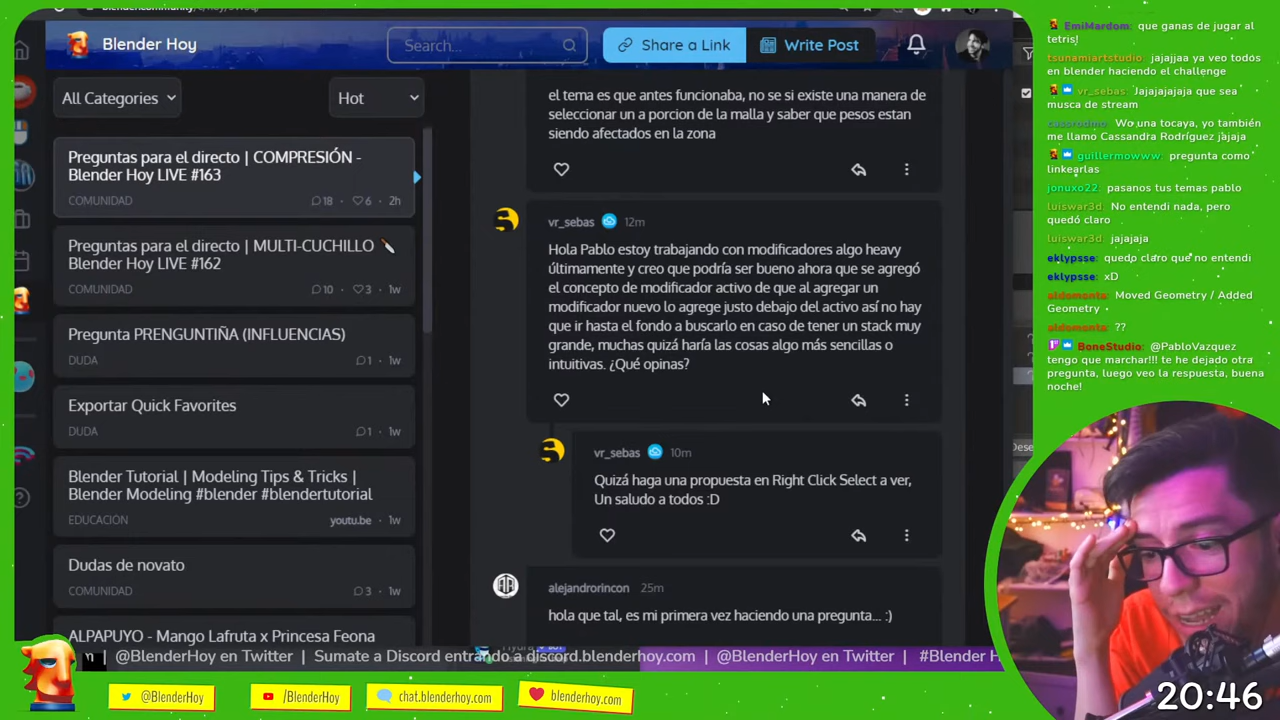 Blender Hoy
Search...
Share a Link
Write Post
All Categories
Hot
Preguntas para el directo | COMPRESIÓN -
Blender Hoy LIVE #163
COMUNIDAD
18 · 6 · 2h
Preguntas para el directo | MULTI-CUCHILLO
Blender Hoy LIVE #162
COMUNIDAD
10 · 3 · 1w
Pregunta PRENGUNTIÑA (INFLUENCIAS)
DUDA
1 · 1w
Exportar Quick Favorites
DUDA
1 · 1w
Blender Tutorial | Modeling Tips & Tricks |
Blender Modeling #blender #blendertutorial
EDUCACIÓN
youtu.be · 1w
Dudas de novato
COMUNIDAD
3 · 1w
ALPAPUYO - Mango Lafruta x Princesa Feona
el tema es que antes funcionaba, no se si existe una manera de
seleccionar un a porcion de la malla y saber que pesos estan
siendo afectados en la zona
vr_sebas 12m
Hola Pablo estoy trabajando con modificadores algo heavy
últimamente y creo que podría ser bueno ahora que se agregó
el concepto de modificador activo de que al agregar un
modificador nuevo lo agrege justo debajo del activo así no hay
que ir hasta el fondo a buscarlo en caso de tener un stack muy
grande, muchas quizá haría las cosas algo más sencillas o
intuitivas. ¿Qué opinas?
vr_sebas 10m
Quizá haga una propuesta en Right Click Select a ver,
Un saludo a todos :D
alejandrorincon 25m
hola que tal, es mi primera vez haciendo una pregunta... :)
EmiMardom: que ganas de jugar al
tetris!
tsunamiartstudio: jajajjaa ya veo todos
en blender haciendo el challenge
vr_sebas: Jajajajajaja que sea
musca de stream
cassrodmo: Wo una tocaya, yo también
me llamo Cassandra Rodríguez jajaja
guillermowww: pregunta como
linkearlas
jonuxo22: pasanos tus temas pablo
luiswar3d: No entendi nada, pero
quedó claro
luiswar3d: jajajaja
eklypsse: quedo claro que no entendi
eklypsse: xD
aldomonta: Moved Geometry / Added
Geometry
aldomonta: ??
BoneStudio: @PabloVazquez
tengo que marchar!!! te he dejado otra
pregunta, luego veo la respuesta, buena
noche!
@BlenderHoy en Twitter | Sumate a Discord entrando a discord.blenderhoy.com | @BlenderHoy en Twitter | #Blender H
@BlenderHoy
/BlenderHoy
chat.blenderhoy.com
blenderhoy.com
20:46